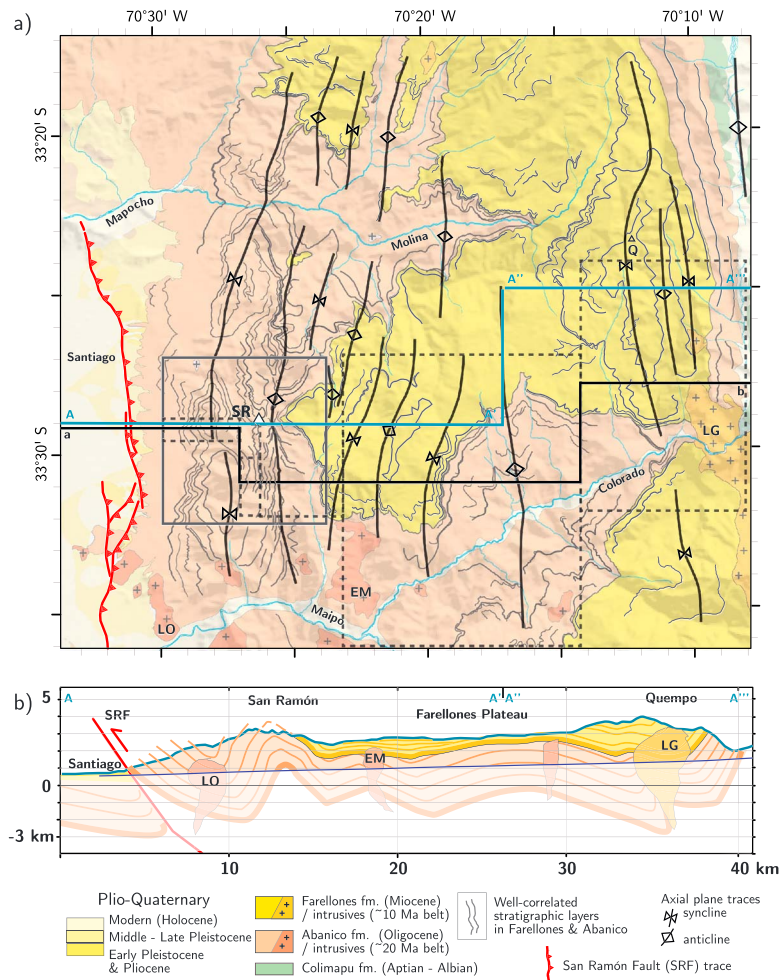 a)
70°30' W 70°20' W 70°10' W
33°20' S
33°30' S
Mapocho
Molina
Q
A'' A'''
Santiago
A SR A'
a b
LG
Colorado
EM
Maipo
LO
b)
A A' A'' A'''
5
0
-3 km
SRF
San Ramón
Farellones Plateau
Quempo
Santiago
LO
EM
LG
10 20 30 40 km
Plio-Quaternary
Modern (Holocene)
Middle - Late Pleistocene
Early Pleistocene
& Pliocene
Farellones fm. (Miocene)
/ intrusives (~10 Ma belt)
Abanico fm. (Oligocene)
/ intrusives (~20 Ma belt)
Colimapu fm. (Aptian - Albian)
Well-correlated
stratigraphic layers
in Farellones & Abanico
Axial plane traces
syncline
anticline
San Ramon Fault (SRF) trace